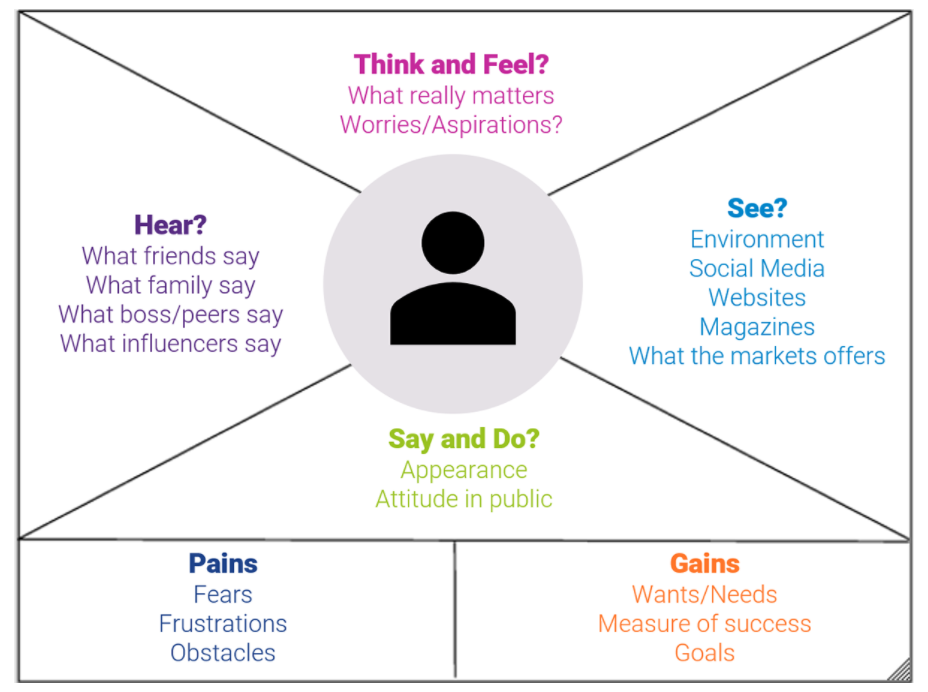 Think and Feel?
What really matters
Worries/Aspirations?
Hear?
What friends say
What family say
What boss/peers say
What influencers say
See?
Environment
Social Media
Websites
Magazines
What the markets offers
Say and Do?
Appearance
Attitude in public
Pains
Fears
Frustrations
Obstacles
Gains
Wants/Needs
Measure of success
Goals